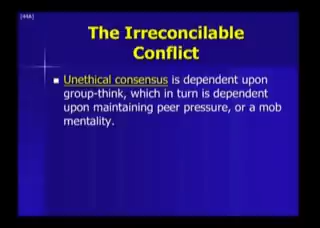 [44A]
The Irreconcilable
Conflict
Unethical consensus is dependent upon
group-think, which in turn is dependent
upon maintaining peer pressure, or a mob
mentality.